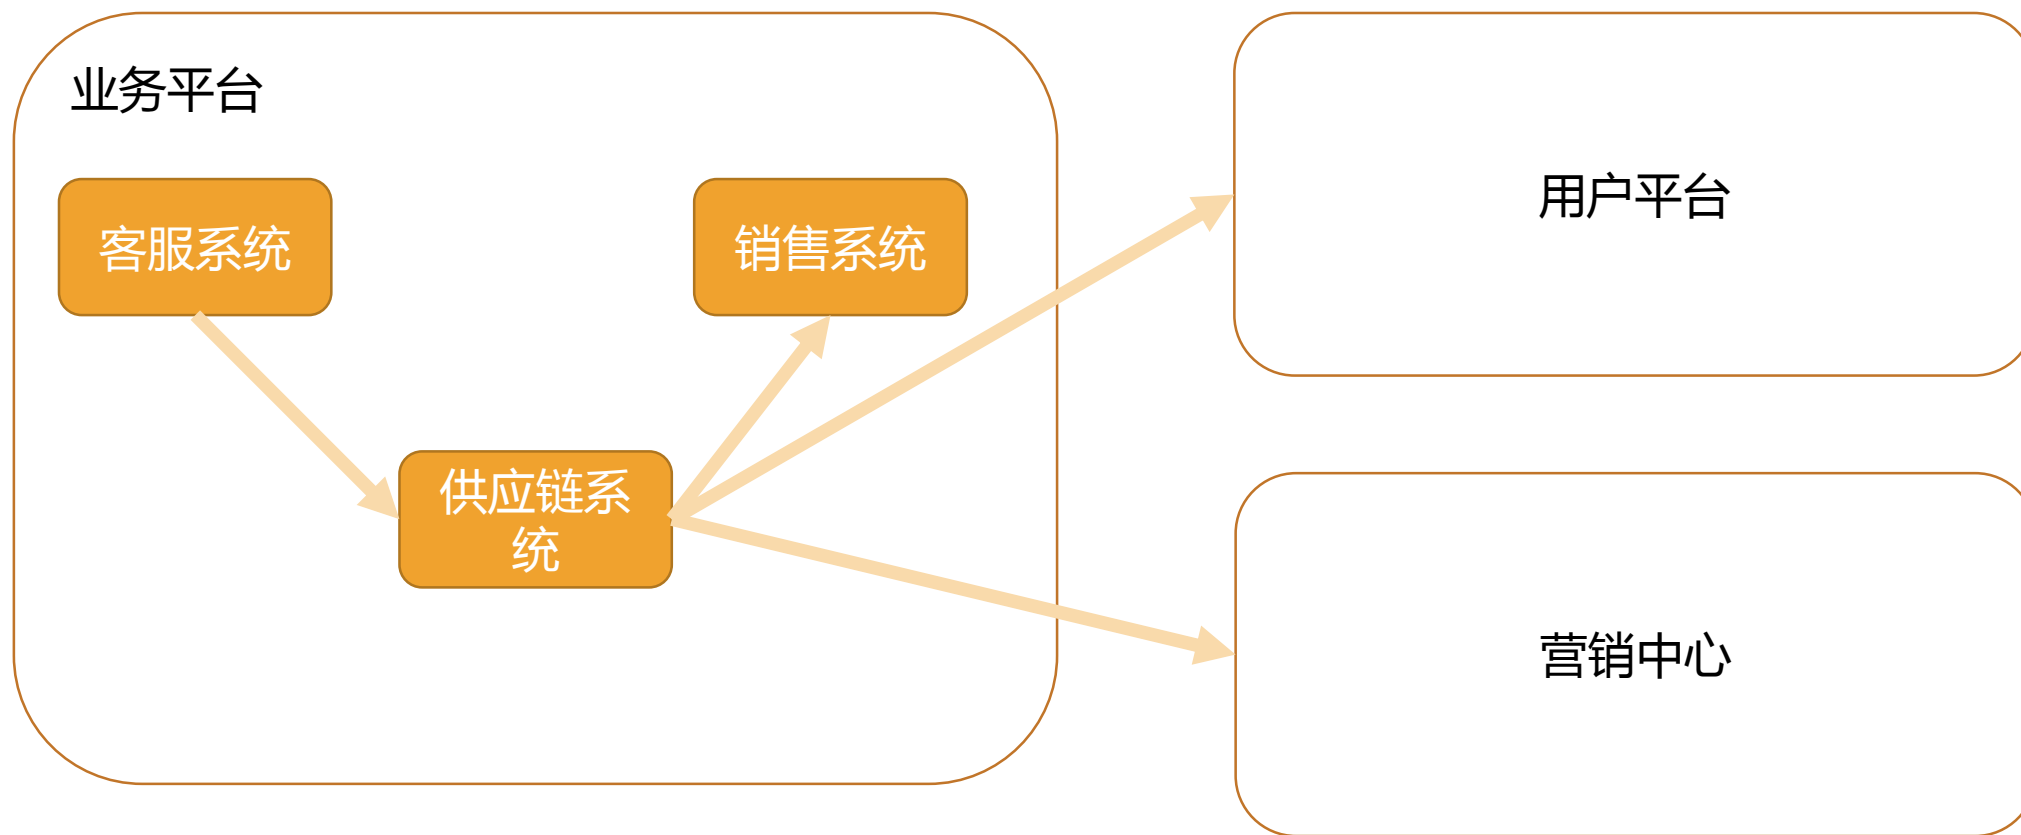 业务平台
客服系统
销售系统
供应链系
统
用户平台
营销中心